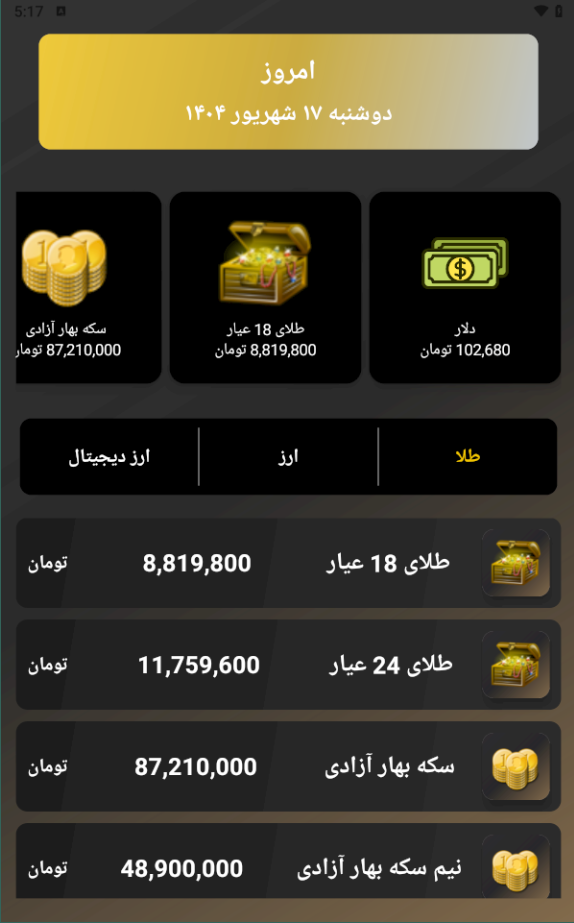 5:17
امروز
دوشنبه ۱۷ شهریور ۱۴۰۴
دلار
102,680 تومان
طلای 18 عیار
8,819,800 تومان
سکه بهار آزادی
87,210,000 تومان
طلا
ارز
ارز دیجیتال
طلای 18 عیار 8,819,800 تومان
طلای 24 عیار 11,759,600 تومان
سکه بهار آزادی 87,210,000 تومان
نیم سکه بهار آزادی 48,900,000 تومان